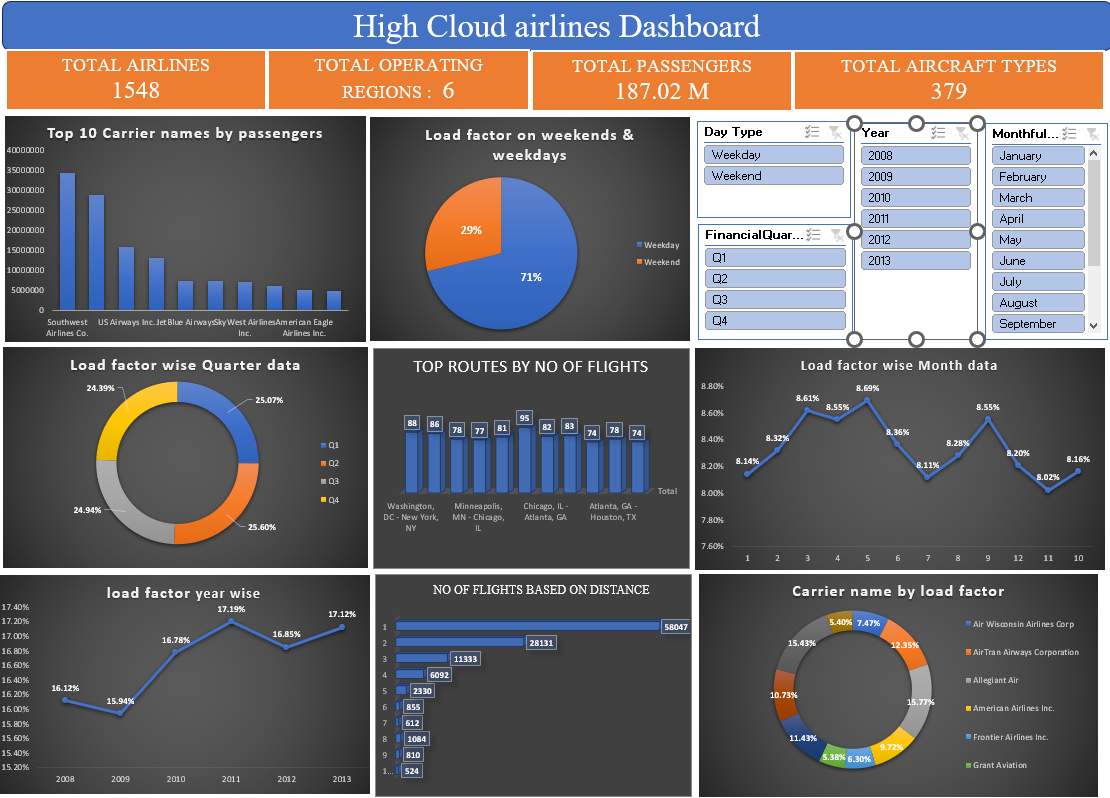 High Cloud airlines Dashboard
TOTAL AIRLINES
1548
TOTAL OPERATING
REGIONS : 6
TOTAL PASSENGERS
187.02 M
TOTAL AIRCRAFT TYPES
379
Top 10 Carrier names by passengers
40000000
35000000
30000000
25000000
20000000
15000000
10000000
5000000
0
Southwest
Airlines Co.
US Airways Inc.
JetBlue Airways
SkyWest Airlines
Inc.
American Eagle
Airlines Inc.
Load factor on weekends &
weekdays
29%
71%
Weekday
Weekend
Day Type
Weekday
Weekend
FinancialQuar...
Q1
Q2
Q3
Q4
Year
2008
2009
2010
2011
2012
2013
Monthful...
January
February
March
April
May
June
July
August
September
Load factor wise Quarter data
24.39%
25.07%
24.94%
25.60%
Q1
Q2
Q3
Q4
TOP ROUTES BY NO OF FLIGHTS
88
86
78
77
81
95
82
83
74
78
74
Total
Washington,
DC - New York,
NY
Minneapolis,
MN - Chicago,
IL
Chicago, IL -
Atlanta, GA
Atlanta, GA -
Houston, TX
Load factor wise Month data
8.80%
8.60%
8.40%
8.20%
8.00%
7.80%
7.60%
8.14%
8.32%
8.61%
8.55%
8.69%
8.36%
8.11%
8.28%
8.55%
8.20%
8.02%
8.16%
1 2 3 4 5 6 7 8 9 12 11 10
load factor year wise
17.40%
17.20%
17.00%
16.80%
16.60%
16.40%
16.20%
16.00%
15.80%
15.60%
15.40%
15.20%
16.12%
15.94%
16.78%
17.19%
16.85%
17.12%
2008 2009 2010 2011 2012 2013
NO OF FLIGHTS BASED ON DISTANCE
1 58047
2 28131
3 11333
4 6092
5 2330
6 855
7 612
8 1084
9 810
1... 524
Carrier name by load factor
5.40%
7.47%
12.35%
15.77%
9.72%
6.30%
5.38%
11.43%
10.73%
15.43%
Air Wisconsin Airlines Corp
AirTran Airways Corporation
Allegiant Air
American Airlines Inc.
Frontier Airlines Inc.
Grant Aviation